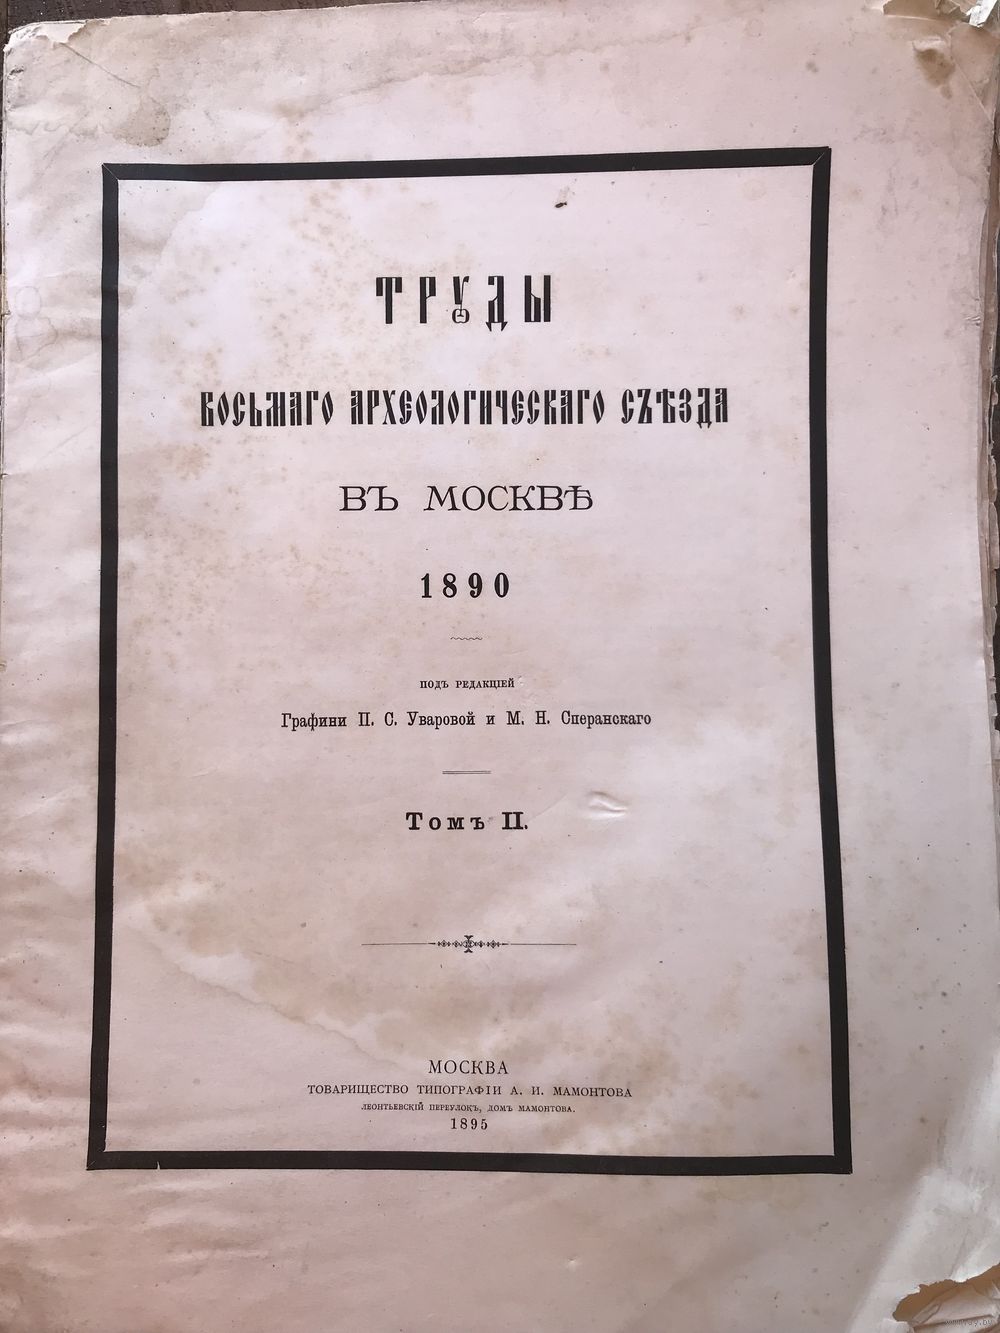 ТРꙊДЫ
ВОСЬМАГО АРХЕОЛОГИЧЕСКАГО СЪѢЗДА
ВЪ МОСКВѢ
1890
ПОДЪ РЕДАКЦІЕЙ
Графини П. С. Уваровой и М. Н. Сперанскаго
Томъ II.
МОСКВА
ТОВАРИЩЕСТВО ТИПОГРАФІИ А. И. МАМОНТОВА
ЛЕОНТЬЕВСКІЙ ПЕРЕУЛОКЪ, ДОМЪ МАМОНТОВА.
1895